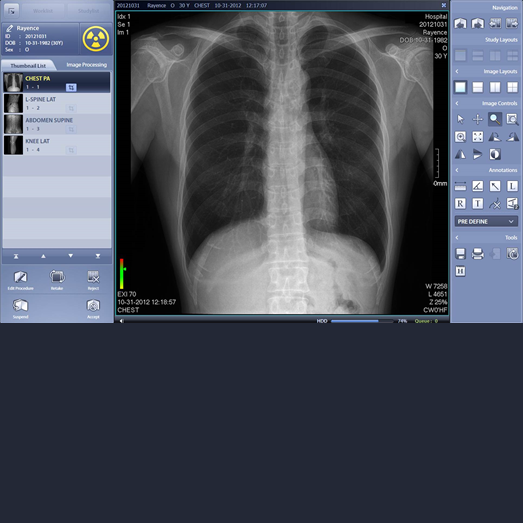 20121031 Rayence O 30 Y CHEST 10-31-2012 12:17:07
Rayence
ID : 20121031
DOB : 10-31-1982 (30Y)
Sex : O
Worklist
Thumbnail List Image Processing
CHEST PA
1 - 1
L-SPINE LAT
1 - 2
ABDOMEN SUPINE
1 - 3
KNEE LAT
1 - 4
Edit Procedure Retake Reject
Suspend Accept
Idx 1
Se 1
Im 1
Hospital
20121031
Rayence
DOB-10-31-1982
O
30 Y
0mm
EXI 70
10-31-2012 12:18:57
CHEST
W 7258
L 4651
Z 25%
CW0°HF
HDD 74% Queue: 0
Navigation
Study Layouts
Image Layouts
Image Controls
Annotations
L
R T
PRE DEFINE
Tools
H